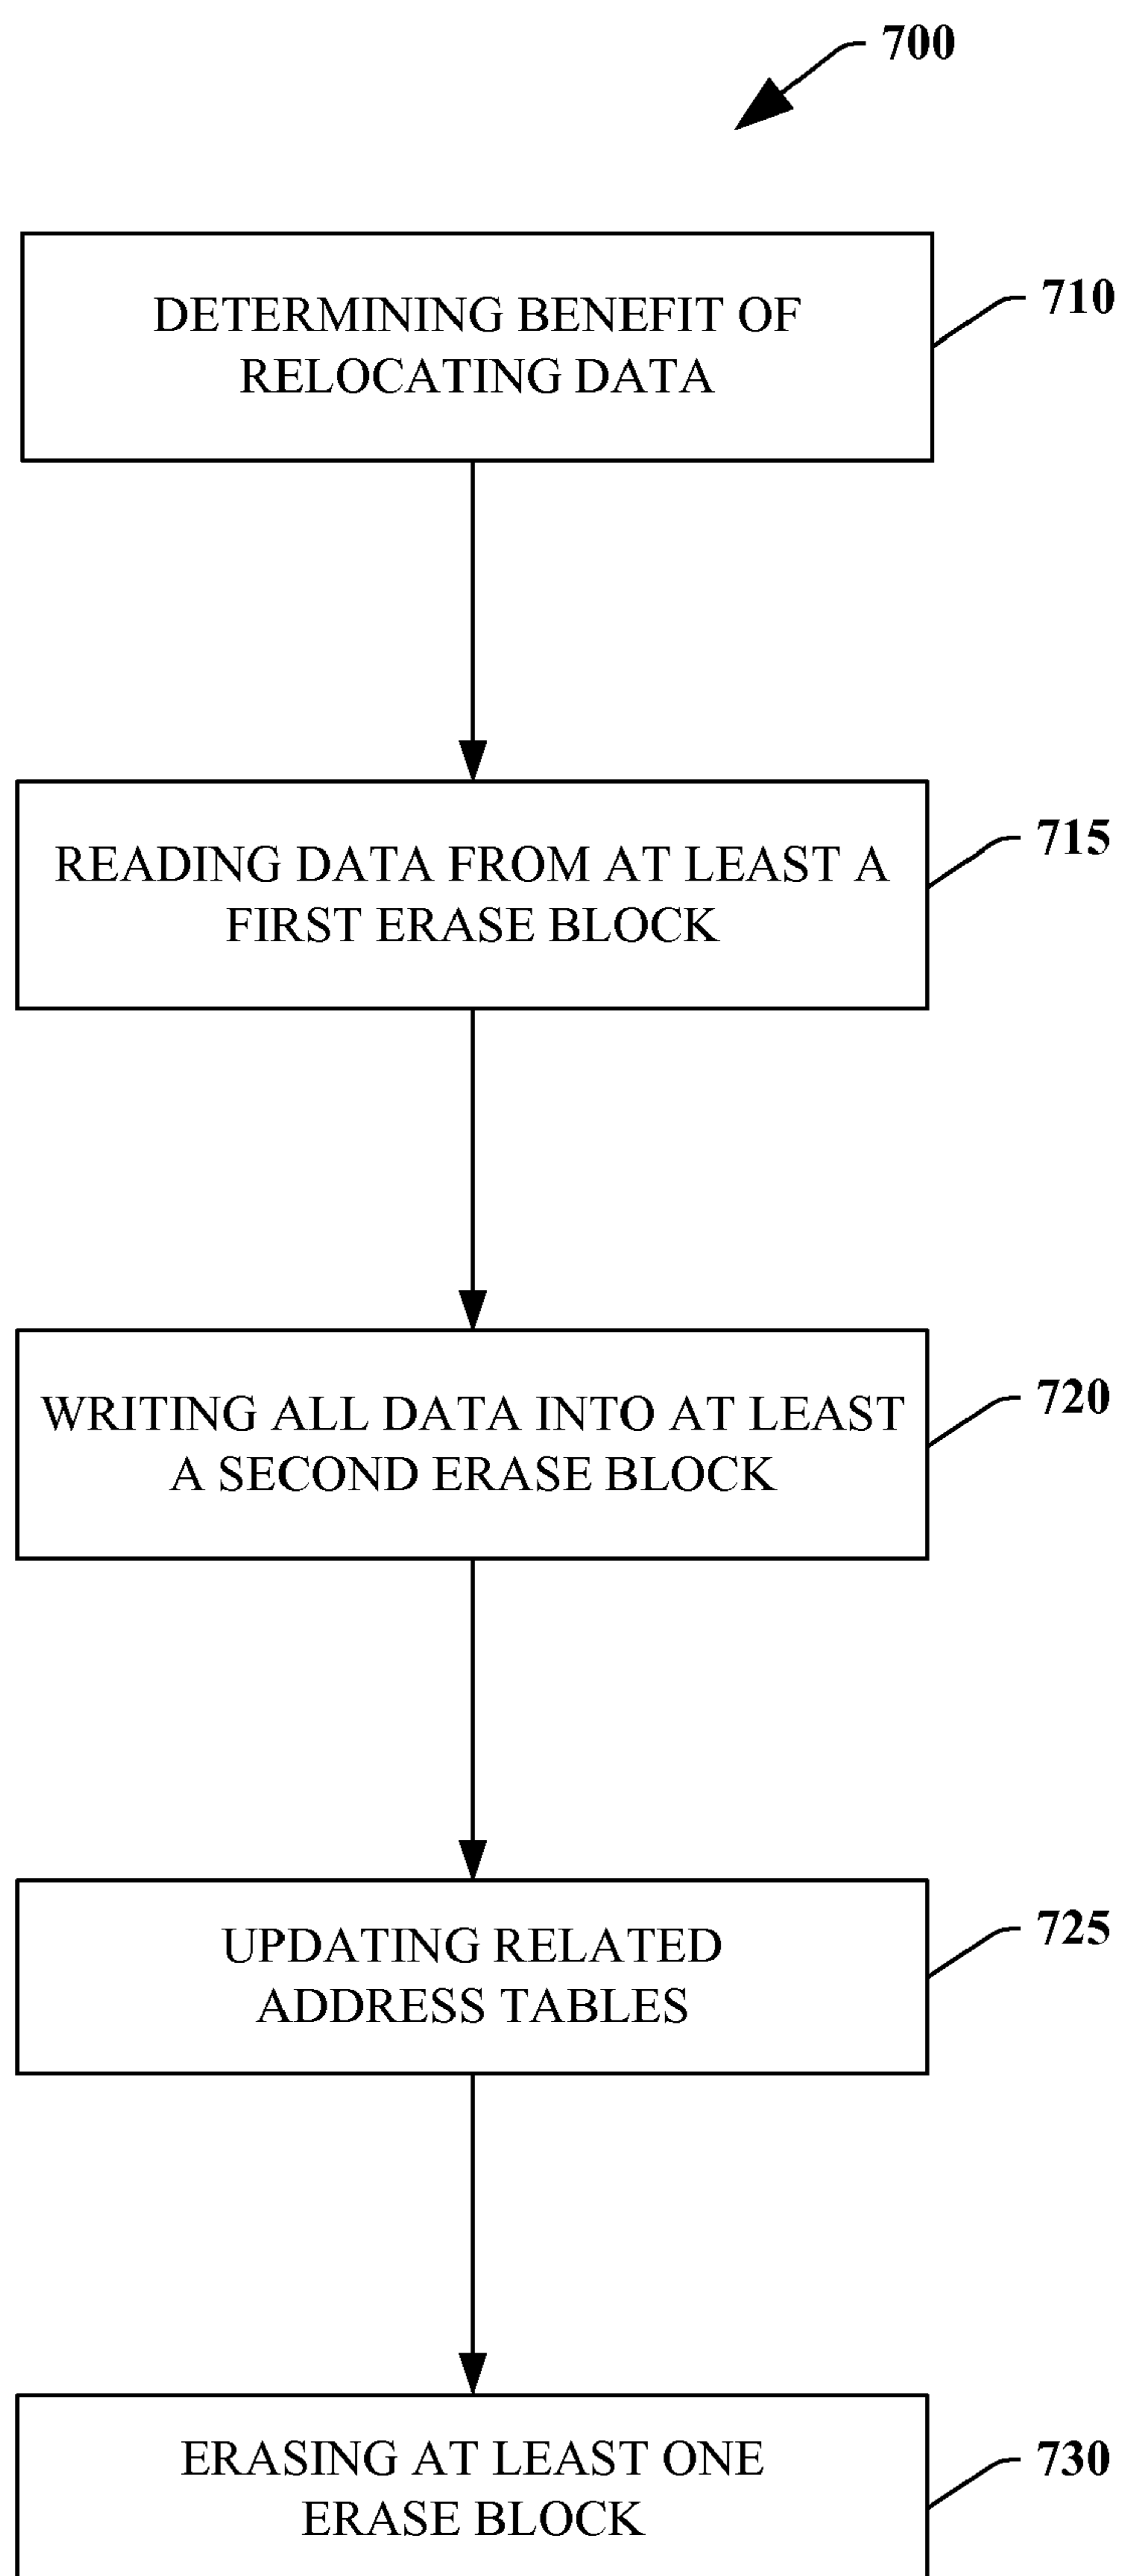 700
DETERMINING BENEFIT OF
RELOCATING DATA
710
READING DATA FROM AT LEAST A
FIRST ERASE BLOCK
715
WRITING ALL DATA INTO AT LEAST
A SECOND ERASE BLOCK
720
UPDATING RELATED
ADDRESS TABLES
725
ERASING AT LEAST ONE
ERASE BLOCK
730